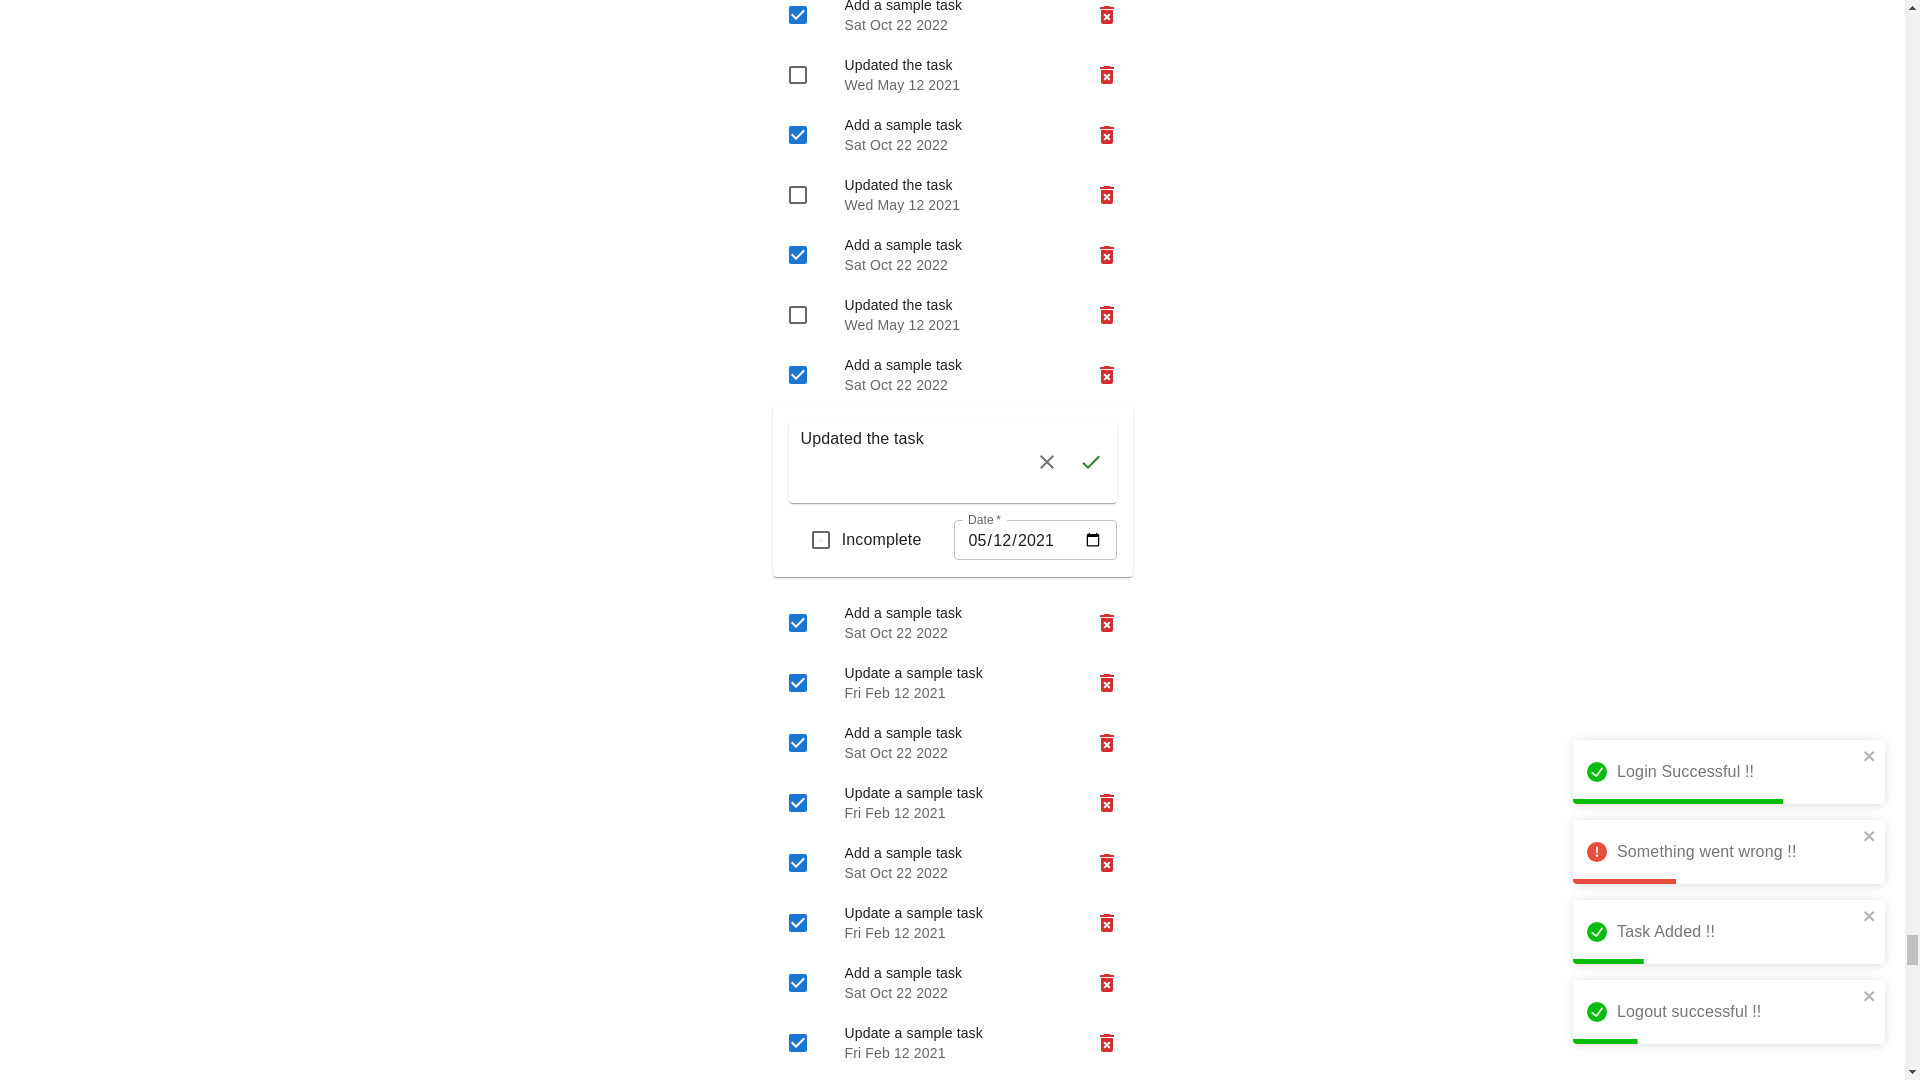 Add a sample task
Sat Oct 22 2022
Updated the task
Wed May 12 2021
Add a sample task
Sat Oct 22 2022
Updated the task
Wed May 12 2021
Add a sample task
Sat Oct 22 2022
Updated the task
Wed May 12 2021
Add a sample task
Sat Oct 22 2022
Updated the task
Incomplete
Date *
05/12/2021
Add a sample task
Sat Oct 22 2022
Update a sample task
Fri Feb 12 2021
Add a sample task
Sat Oct 22 2022
Update a sample task
Fri Feb 12 2021
Add a sample task
Sat Oct 22 2022
Update a sample task
Fri Feb 12 2021
Add a sample task
Sat Oct 22 2022
Update a sample task
Fri Feb 12 2021
Login Successful !!
Something went wrong !!
Task Added !!
Logout successful !!